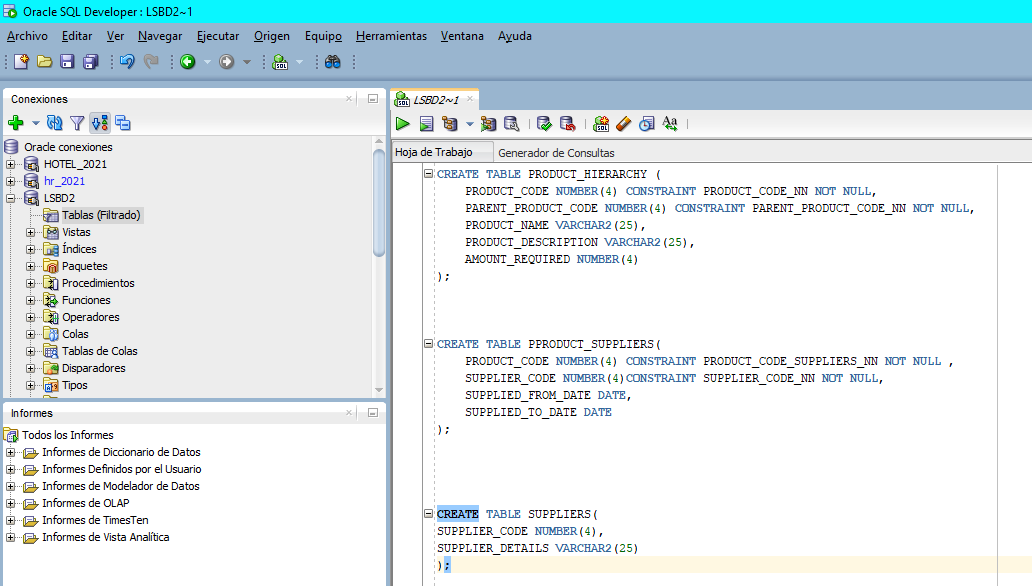 Oracle SQL Developer : LSBD2~1
Archivo Editar Ver Navegar Ejecutar Origen Equipo Herramientas Ventana Ayuda
Conexiones
Oracle conexiones
HOTEL_2021
hr_2021
LSBD2
Tablas (Filtrado)
Vistas
Índices
Paquetes
Procedimientos
Funciones
Operadores
Colas
Tablas de Colas
Disparadores
Tipos
Informes
Todos los Informes
Informes de Diccionario de Datos
Informes Definidos por el Usuario
Informes de Modelador de Datos
Informes de OLAP
Informes de TimesTen
Informes de Vista Analítica
LSBD2~1
Hoja de Trabajo Generador de Consultas
CREATE TABLE PRODUCT_HIERARCHY (
PRODUCT_CODE NUMBER(4) CONSTRAINT PRODUCT_CODE_NN NOT NULL,
PARENT_PRODUCT_CODE NUMBER(4) CONSTRAINT PARENT_PRODUCT_CODE_NN NOT NULL,
PRODUCT_NAME VARCHAR2(25),
PRODUCT_DESCRIPTION VARCHAR2(25),
AMOUNT_REQUIRED NUMBER(4)
);
CREATE TABLE PPRODUCT_SUPPLIERS(
PRODUCT_CODE NUMBER(4) CONSTRAINT PRODUCT_CODE_SUPPLIERS_NN NOT NULL ,
SUPPLIER_CODE NUMBER(4)CONSTRAINT SUPPLIER_CODE_NN NOT NULL,
SUPPLIED_FROM_DATE DATE,
SUPPLIED_TO_DATE DATE
);
CREATE TABLE SUPPLIERS(
SUPPLIER_CODE NUMBER(4),
SUPPLIER_DETAILS VARCHAR2(25)
);